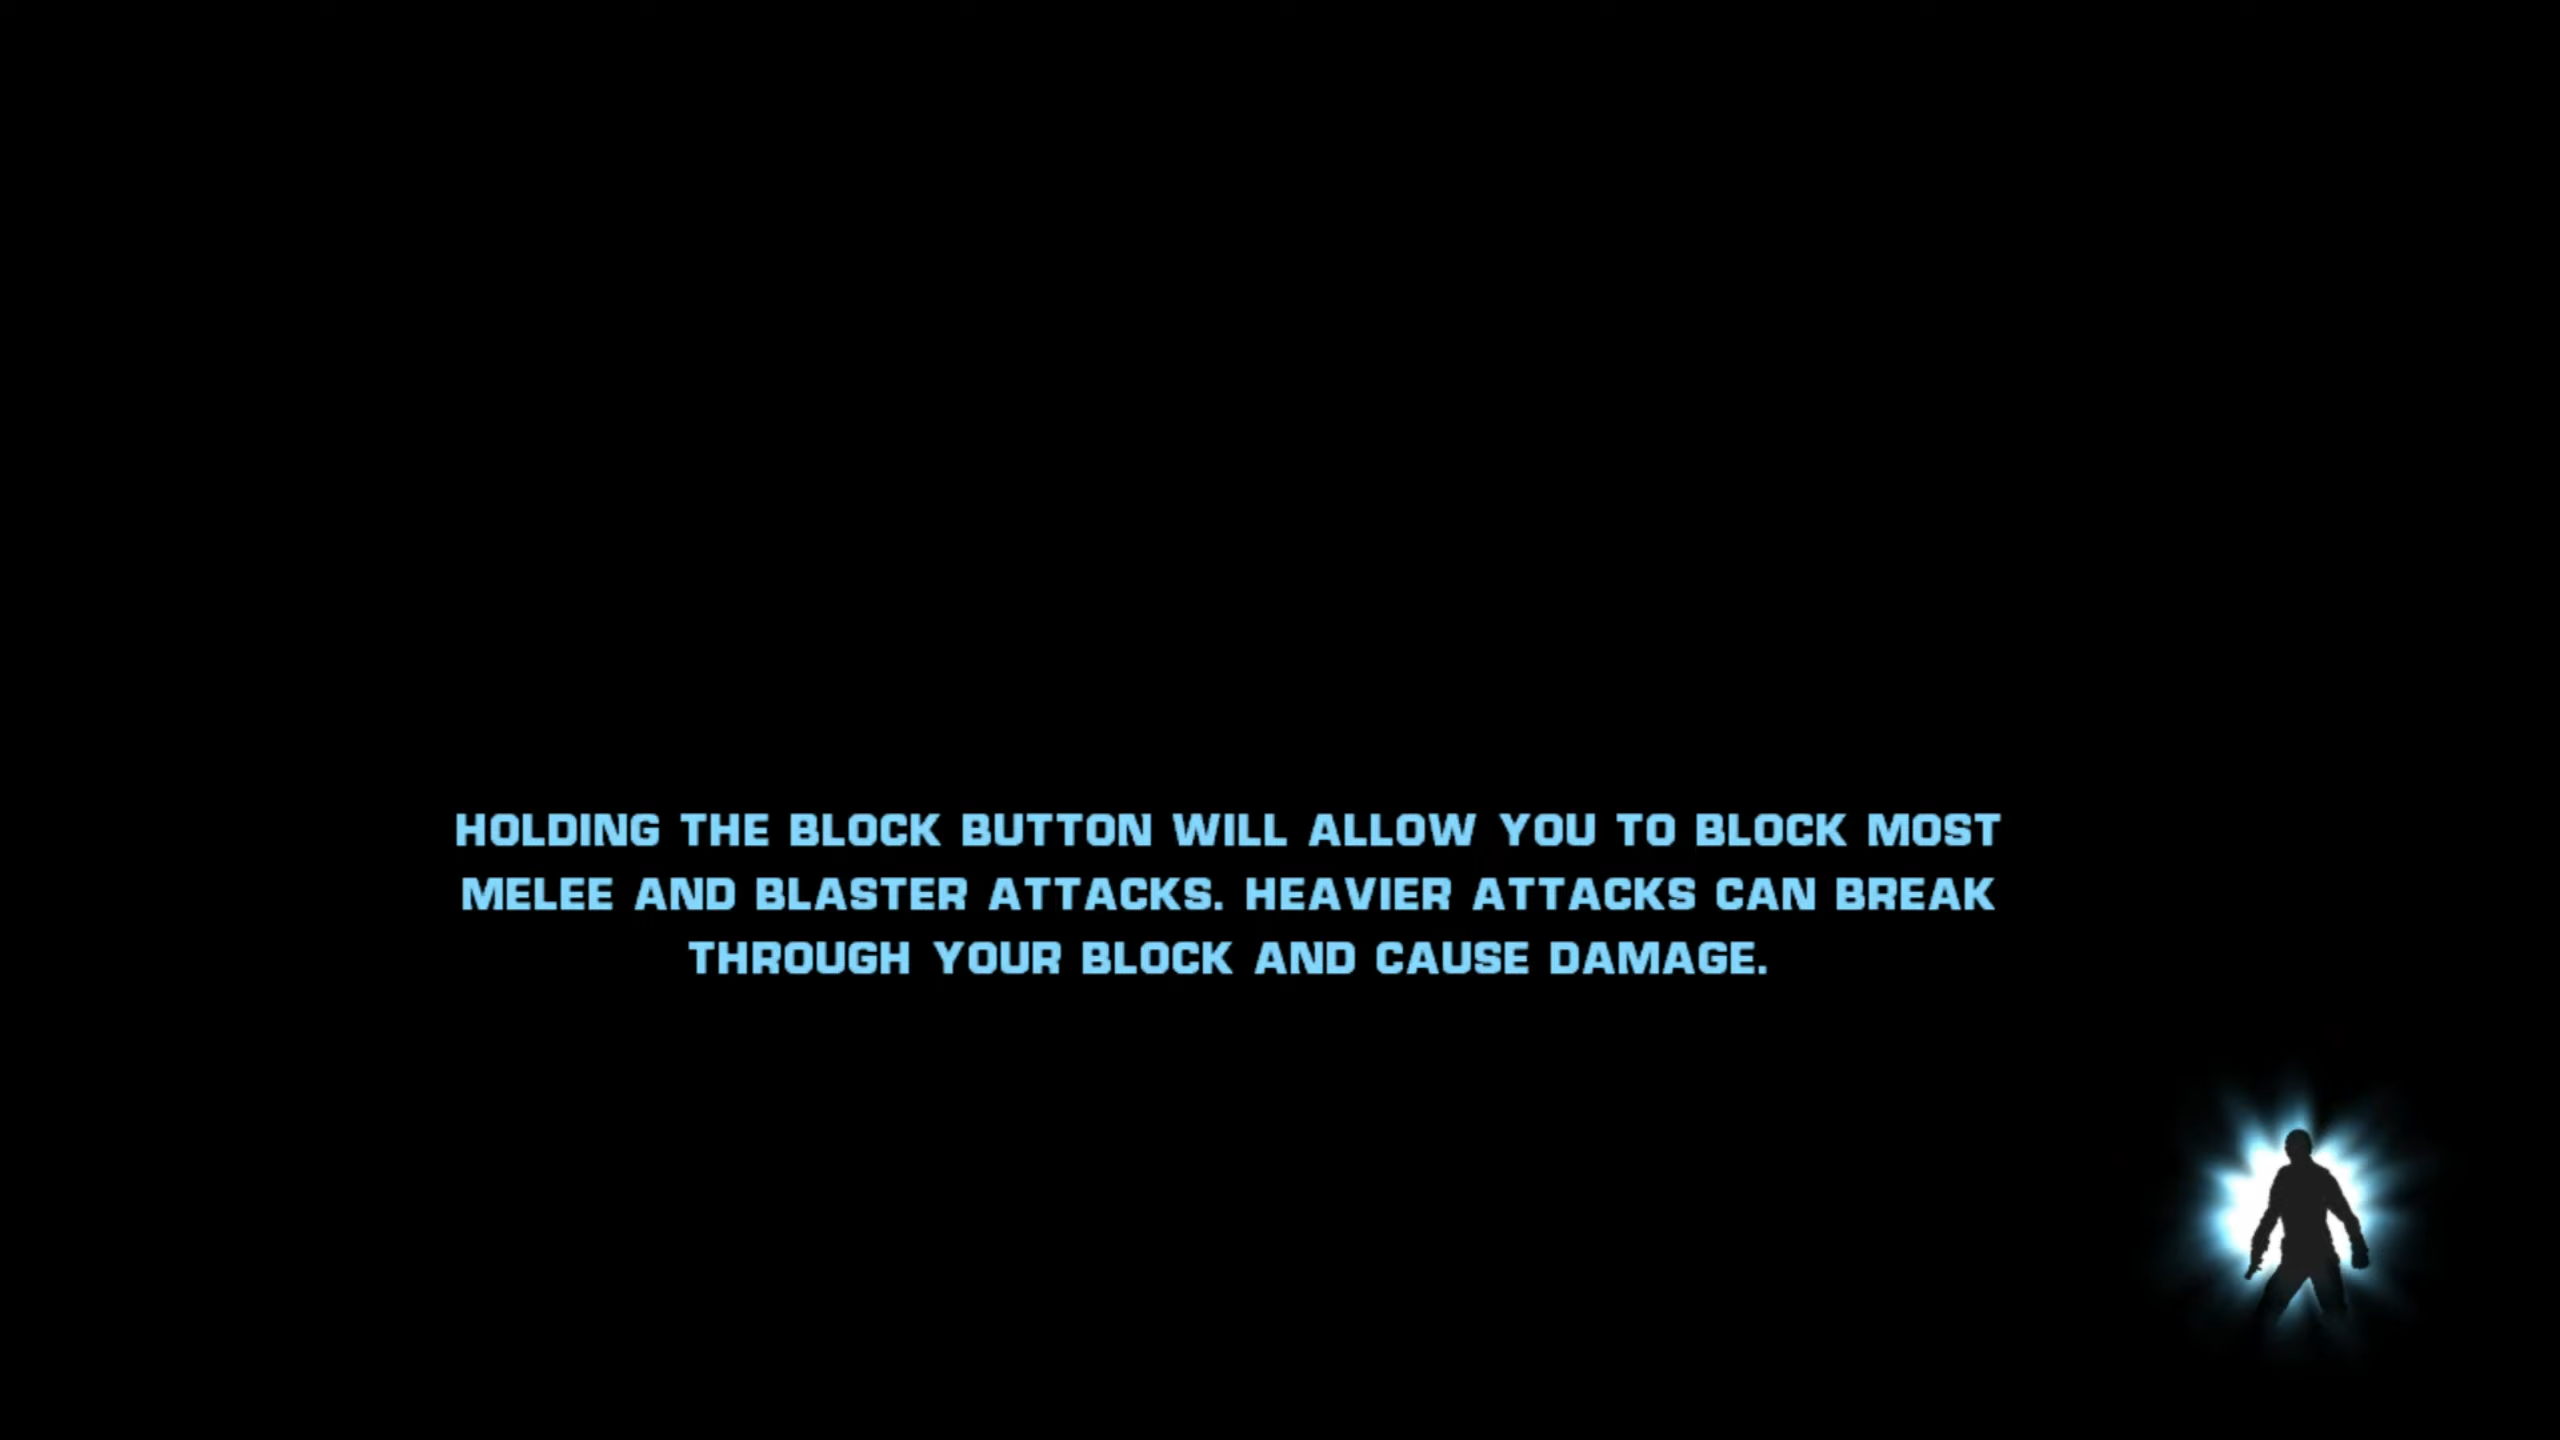 HOLDING THE BLOCK BUTTON WILL ALLOW YOU TO BLOCK MOST
MELEE AND BLASTER ATTACKS. HEAVIER ATTACKS CAN BREAK
THROUGH YOUR BLOCK AND CAUSE DAMAGE.